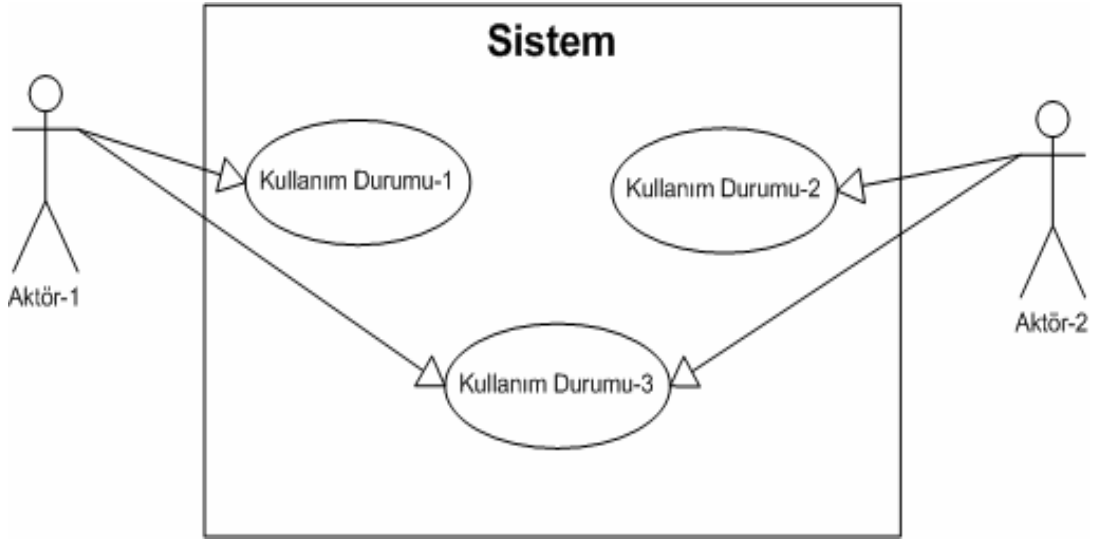 Sistem
Kullanım Durumu-1
Kullanım Durumu-2
Aktör-1
Aktör-2
Kullanım Durumu-3